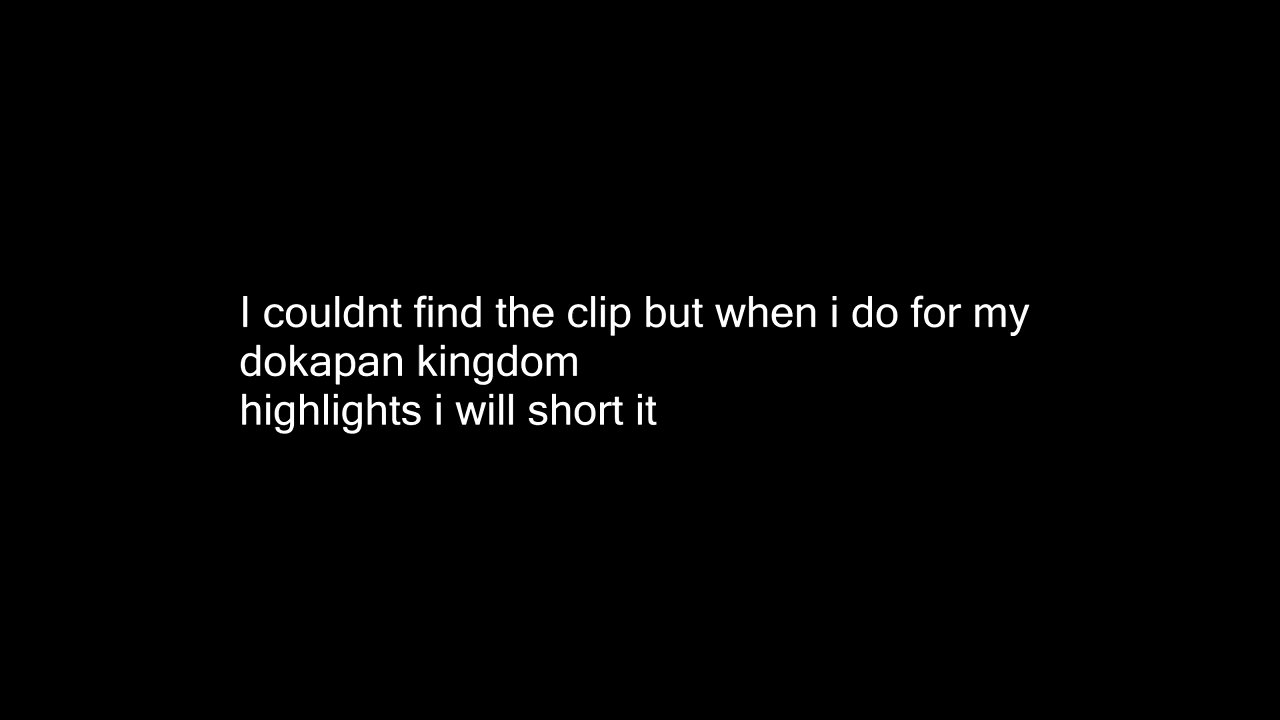 I couldnt find the clip but when i do for my
dokapan kingdom
highlights i will short it